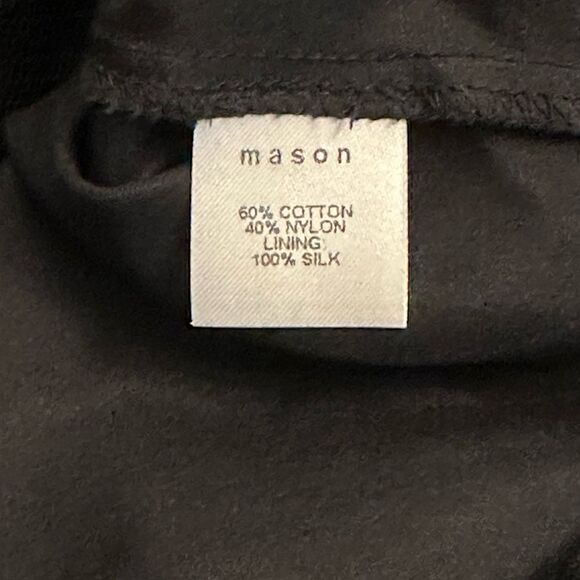 mason
60% COTTON
40% NYLON
LINING:
100% SILK